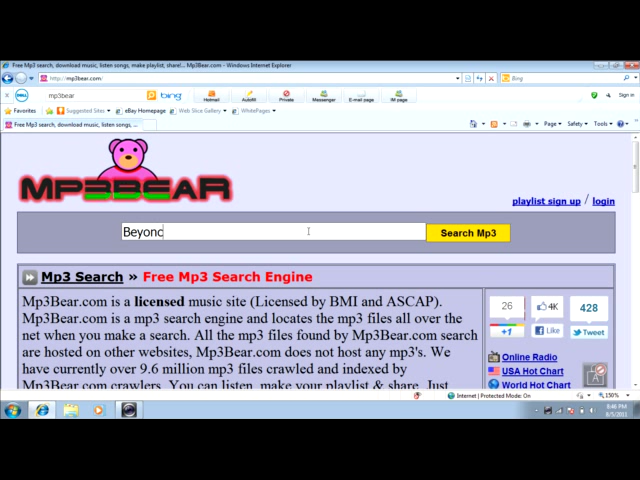 Free Mp3 search, download music, listen songs, make playlist, share!... Mp3Bear.com - Windows Internet Explorer
http://mp3bear.com/
Bing
mp3bear
bing
Hotmail
Autofill
Private
Messenger
E-mail page
IM page
Sign in
Favorites
Suggested Sites
eBay Homepage
Web Slice Gallery
WhitePages
Free Mp3 search, download music, listen songs, ...
Page
Safety
Tools
MP3BEAR
playlist sign up / login
Beyonc
Search Mp3
Mp3 Search » Free Mp3 Search Engine
Mp3Bear.com is a licensed music site (Licensed by BMI and ASCAP).
Mp3Bear.com is a mp3 search engine and locates the mp3 files all over the
net when you make a search. All the mp3 files found by Mp3Bear.com search
are hosted on other websites, Mp3Bear.com does not host any mp3's. We
have currently over 9.6 million mp3 files crawled and indexed by
Mp3Bear.com crawlers. You can listen, make your playlist & share. Just
26
4K
428
+1
Like
Tweet
Online Radio
USA Hot Chart
World Hot Chart
Internet | Protected Mode: On
150%
8:46 PM
8/5/2011